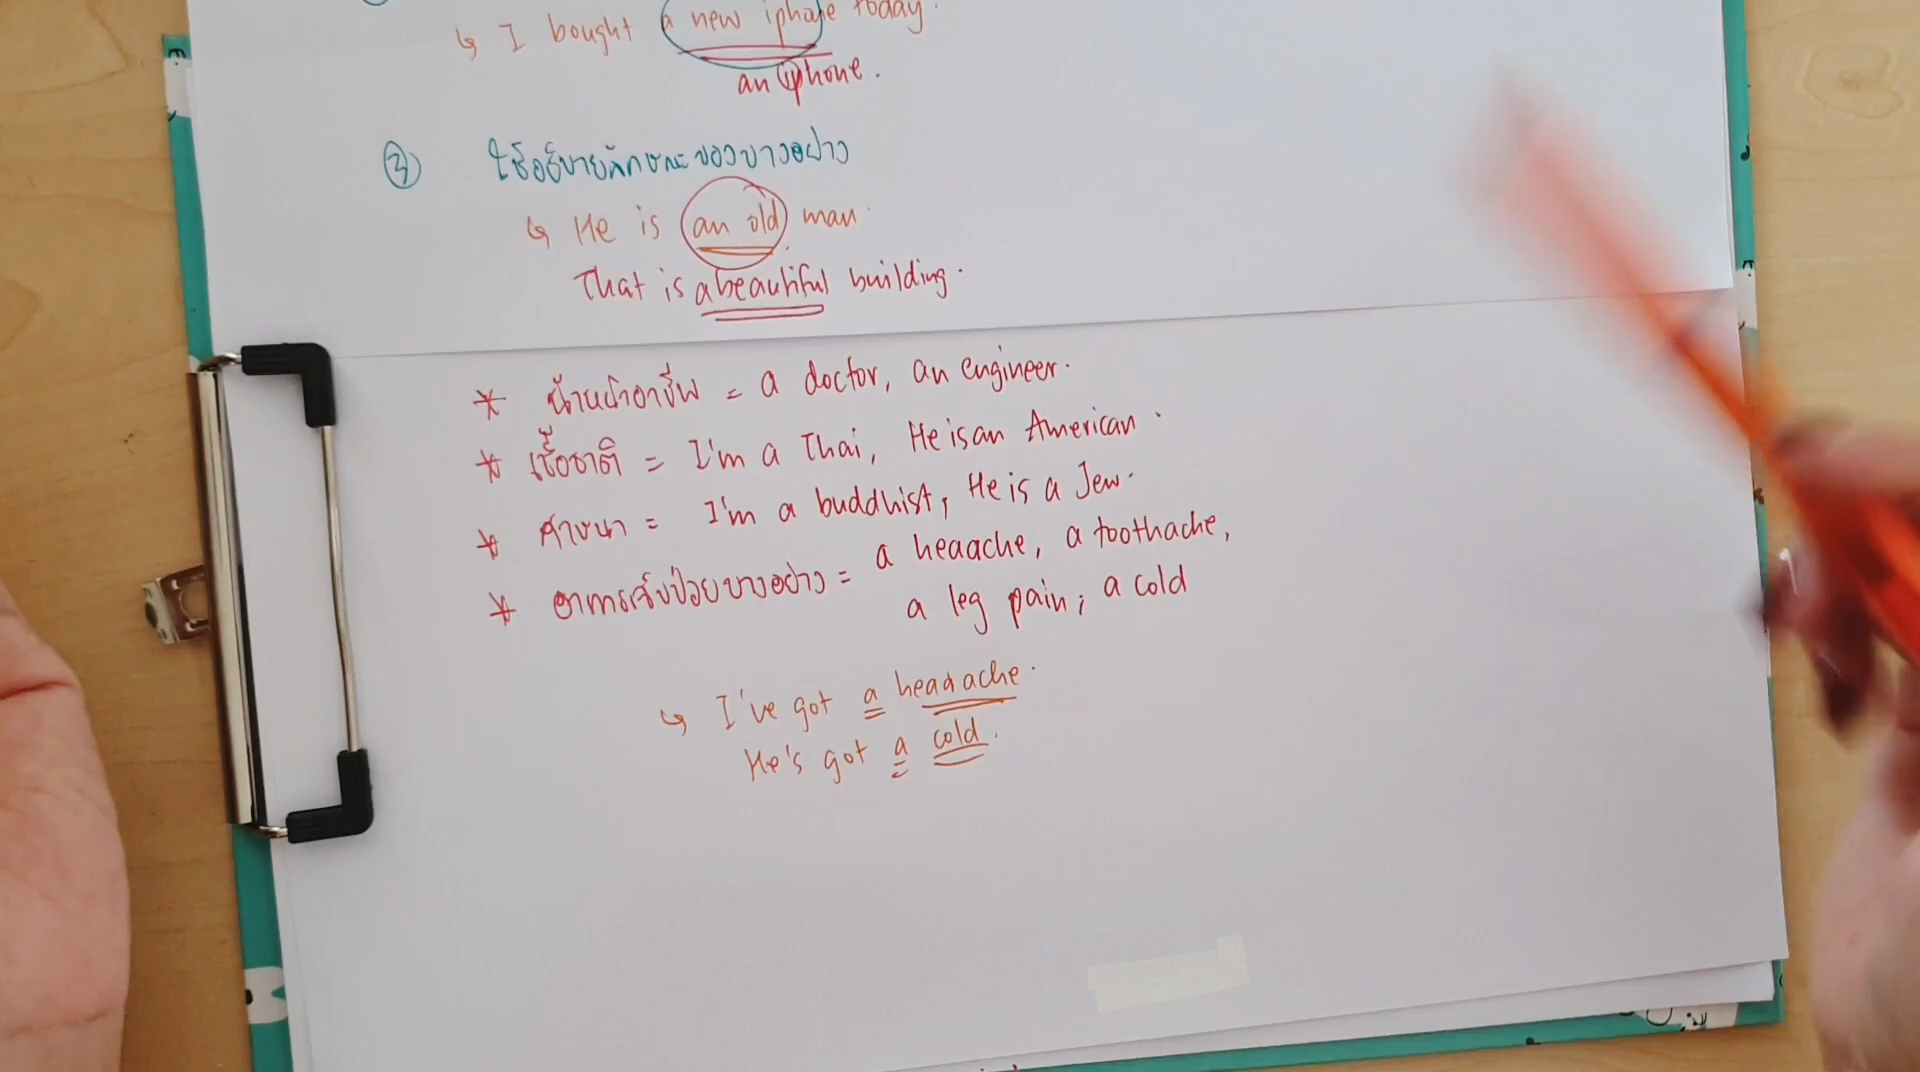 ↳ I bought a new iphone today.
an iphone.
③ ใช้อธิบายลักษณะของบางอย่าง
↳ He is an old man.
That is a beautiful building.
* นำหน้าอาชีพ = a doctor, an engineer.
* เชื้อชาติ = I'm a Thai, He is an American.
* ศาสนา = I'm a buddhist, He is a Jew.
* อาการเจ็บป่วยบางอย่าง = a heaache, a toothache,
a leg pain, a cold
↳ I've got a headache.
He's got a cold.